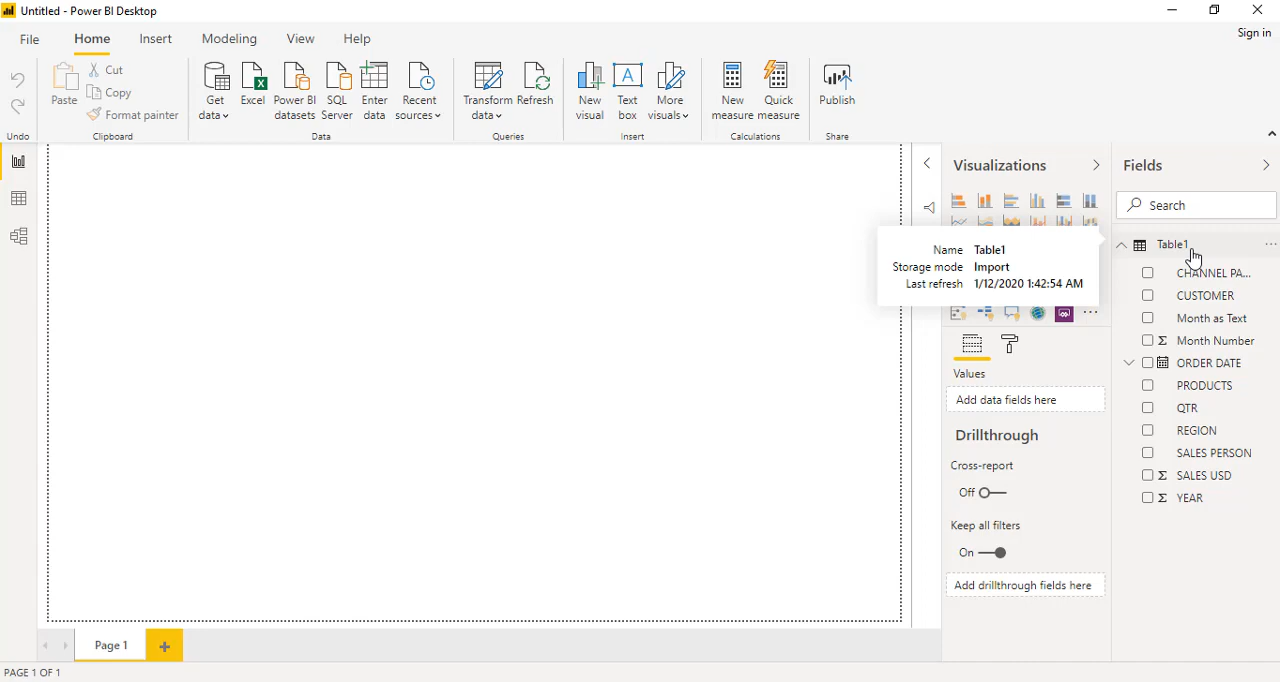 Untitled - Power BI Desktop
File Home Insert Modeling View Help Sign in
Paste
Cut
Copy
Format painter
Get data
Excel
Power BI datasets
SQL Server
Enter data
Recent sources
Transform data
Refresh
New visual
A
Text box
More visuals
New measure
Quick measure
Publish
Undo Clipboard Data Queries Insert Calculations Share
Visualizations
Fields
Search
Table1
Name Table1
Storage mode Import
Last refresh 1/12/2020 1:42:54 AM
CHANNEL PA...
CUSTOMER
Month as Text
Σ Month Number
ORDER DATE
PRODUCTS
QTR
REGION
SALES PERSON
Σ SALES USD
Σ YEAR
Values
Add data fields here
Drillthrough
Cross-report
Off
Keep all filters
On
Add drillthrough fields here
Page 1
PAGE 1 OF 1